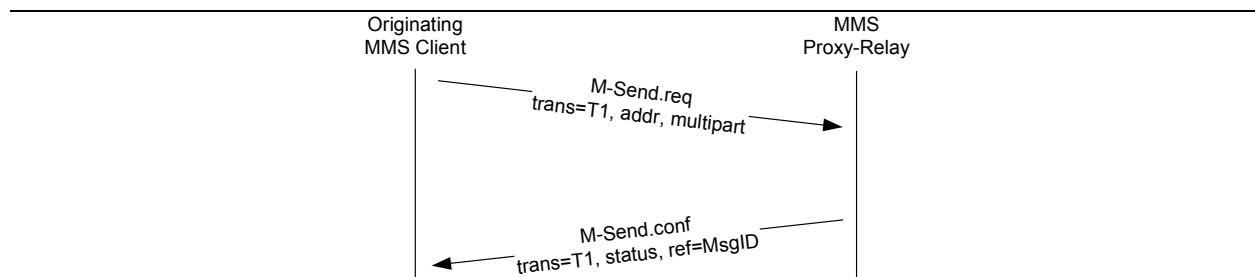 Originating
MMS Client
MMS
Proxy-Relay
M-Send.req
trans=T1, addr, multipart
M-Send.conf
trans=T1, status, ref=MsgID